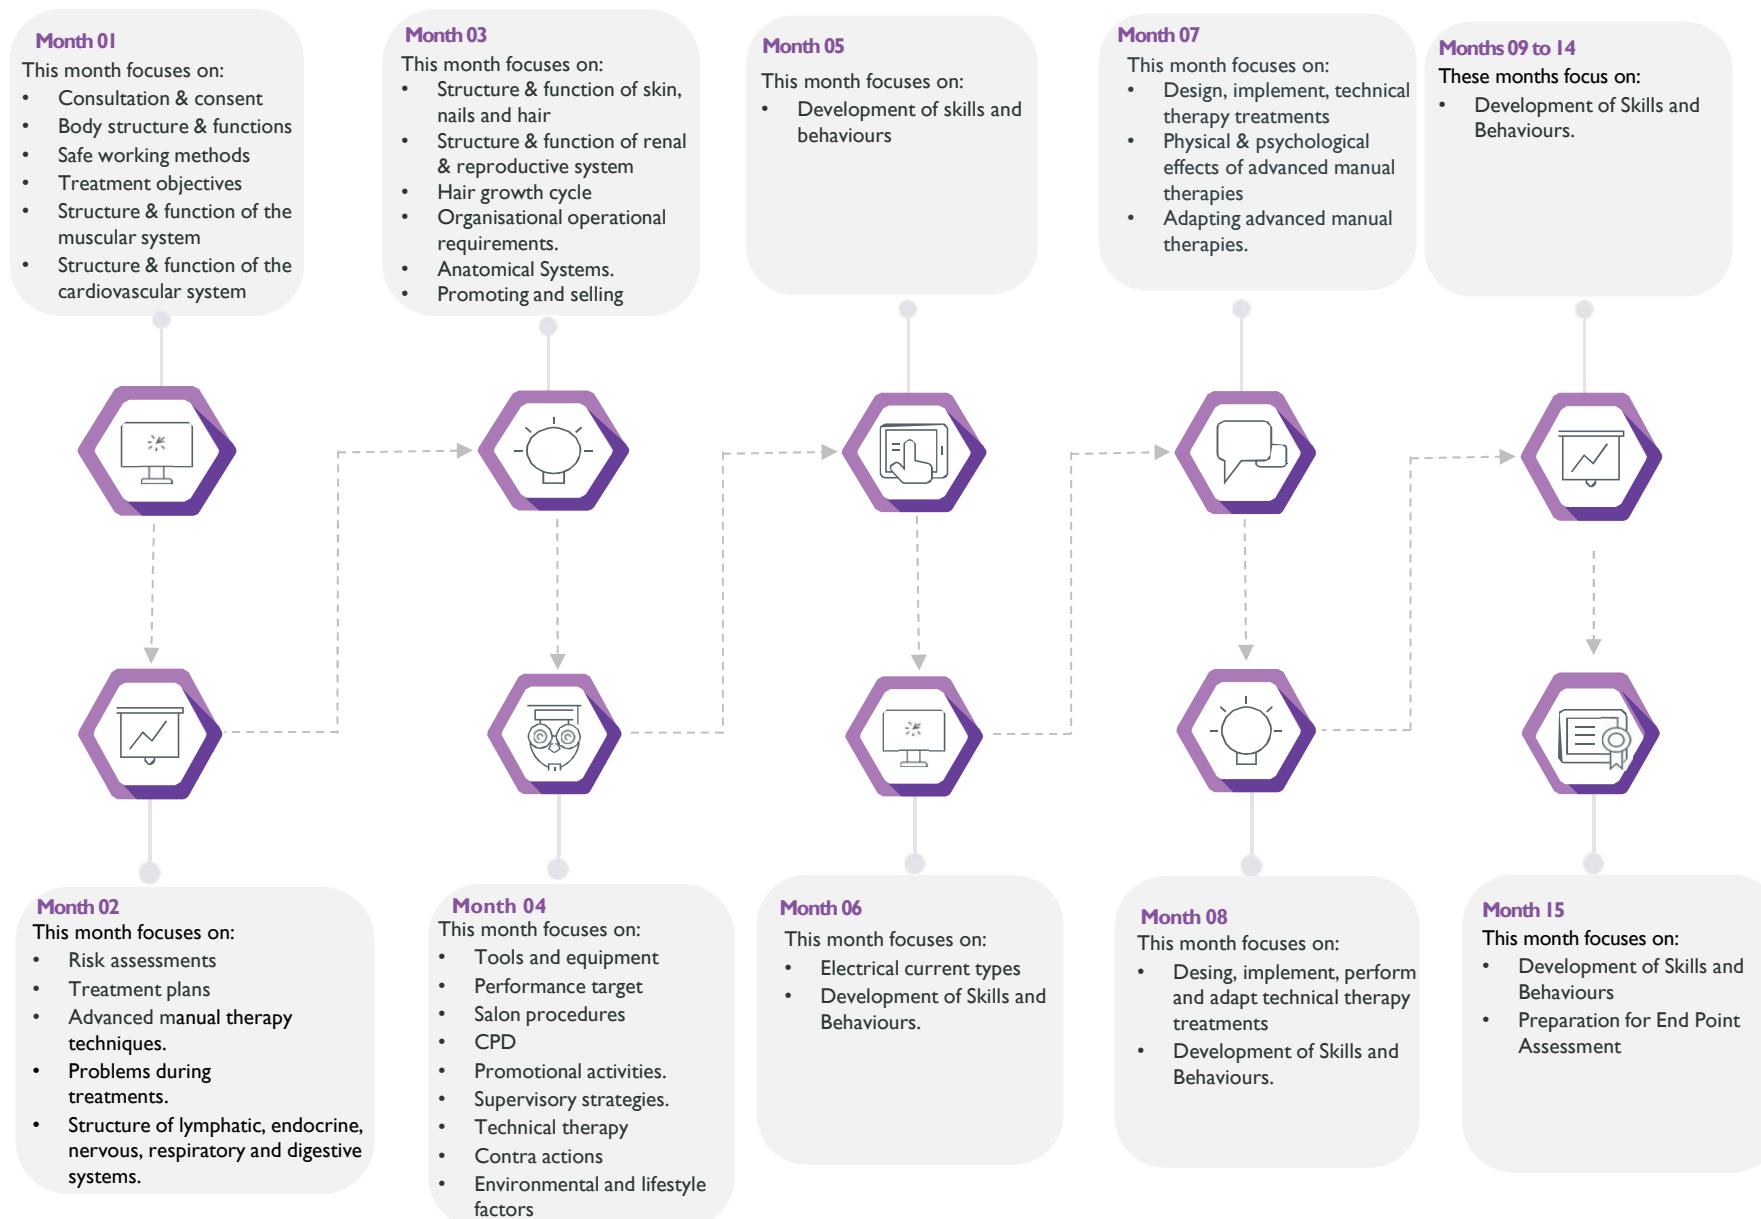 Month 01
This month focuses on:
• Consultation & consent
• Body structure & functions
• Safe working methods
• Treatment objectives
• Structure & function of the
muscular system
• Structure & function of the
cardiovascular system
Month 03
This month focuses on:
• Structure & function of skin,
nails and hair
• Structure & function of renal
& reproductive system
• Hair growth cycle
• Organisational operational
requirements.
• Anatomical Systems.
• Promoting and selling
Month 05
This month focuses on:
• Development of skills and
behaviours
Month 07
This month focuses on:
• Design, implement, technical
therapy treatments
• Physical & psychological
effects of advanced manual
therapies
• Adapting advanced manual
therapies.
Months 09 to 14
These months focus on:
• Development of Skills and
Behaviours.
Month 02
This month focuses on:
• Risk assessments
• Treatment plans
• Advanced manual therapy
techniques.
• Problems during
treatments.
• Structure of lymphatic, endocrine,
nervous, respiratory and digestive
systems.
Month 04
This month focuses on:
• Tools and equipment
• Performance target
• Salon procedures
• CPD
• Promotional activities.
• Supervisory strategies.
• Technical therapy
• Contra actions
• Environmental and lifestyle
factors
Month 06
This month focuses on:
• Electrical current types
• Development of Skills and
Behaviours.
Month 08
This month focuses on:
• Desing, implement, perform
and adapt technical therapy
treatments
• Development of Skills and
Behaviours.
Month 15
This month focuses on:
• Development of Skills and
Behaviours
• Preparation for End Point
Assessment